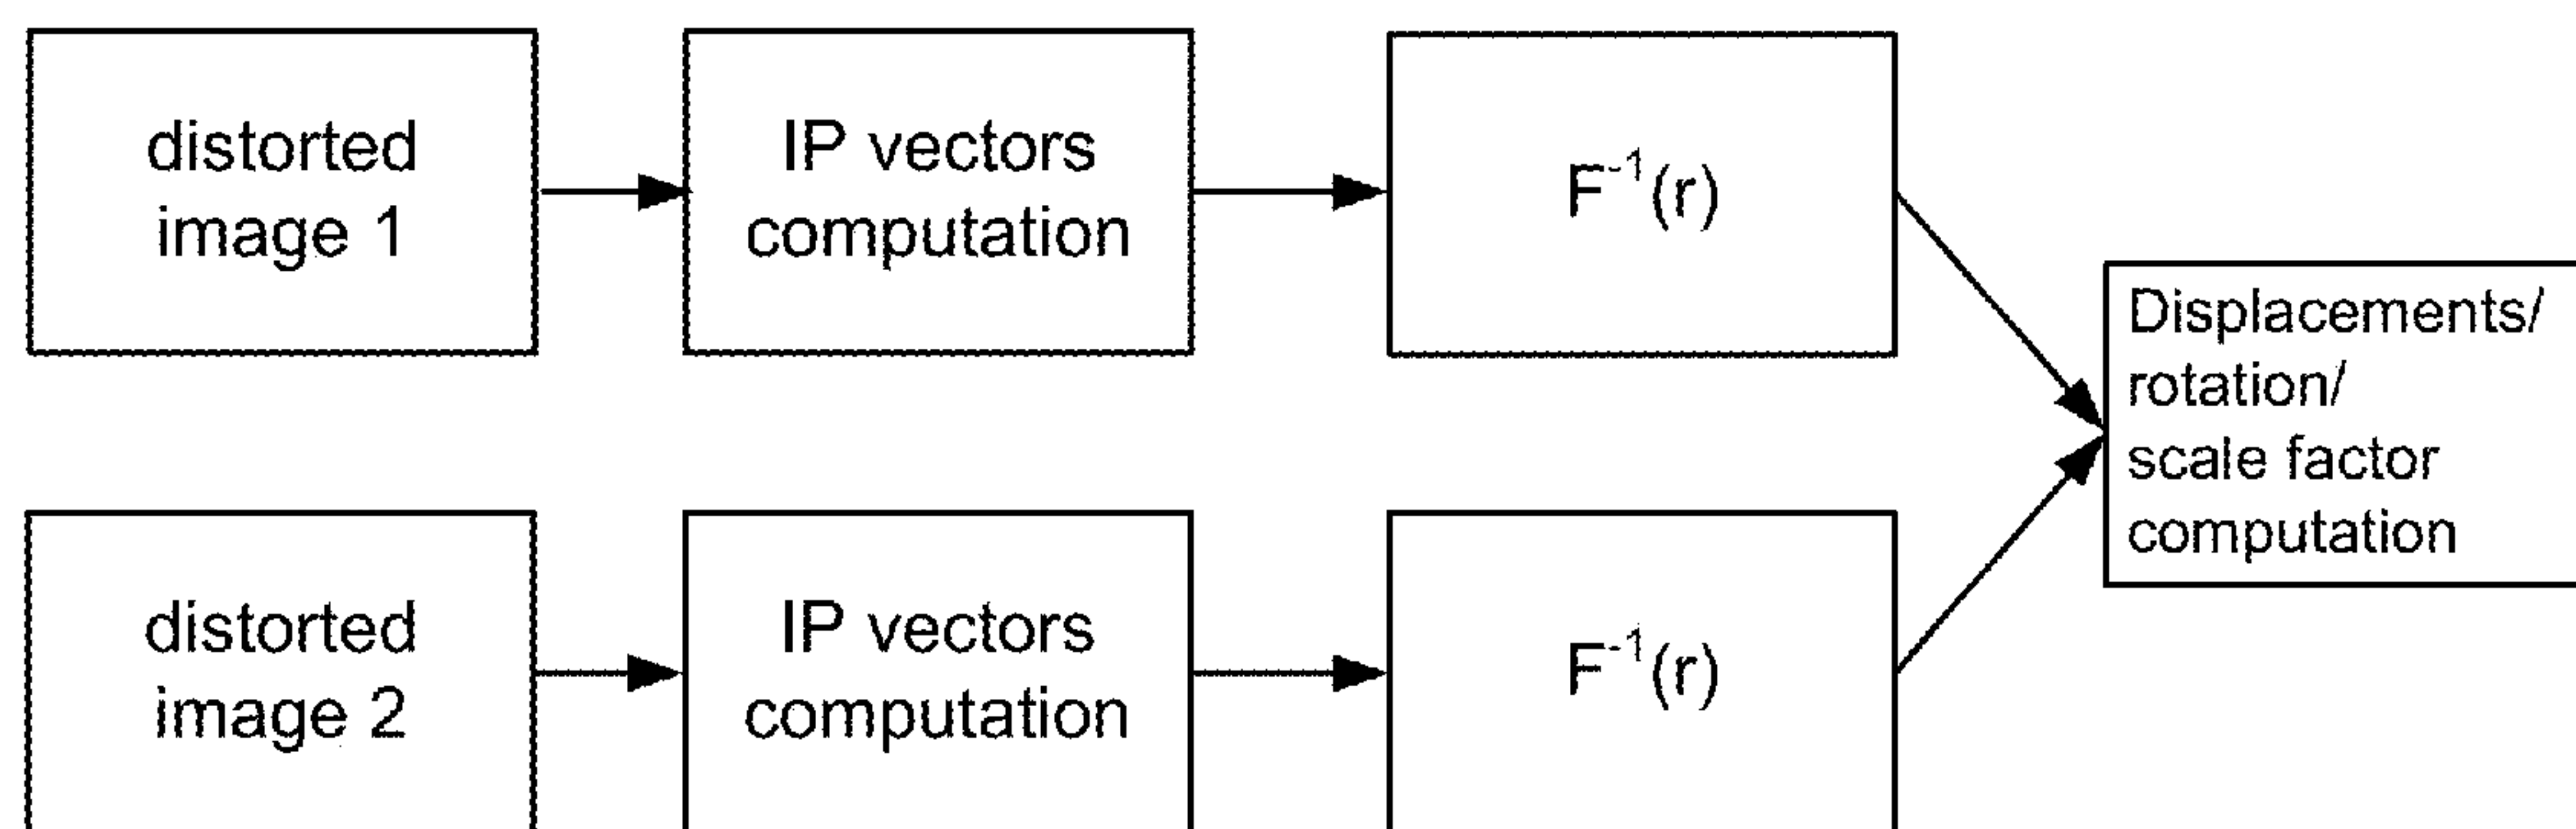 distorted
image 1
IP vectors
computation
F⁻¹(r)
Displacements/
rotation/
scale factor
computation
distorted
image 2
IP vectors
computation
F⁻¹(r)